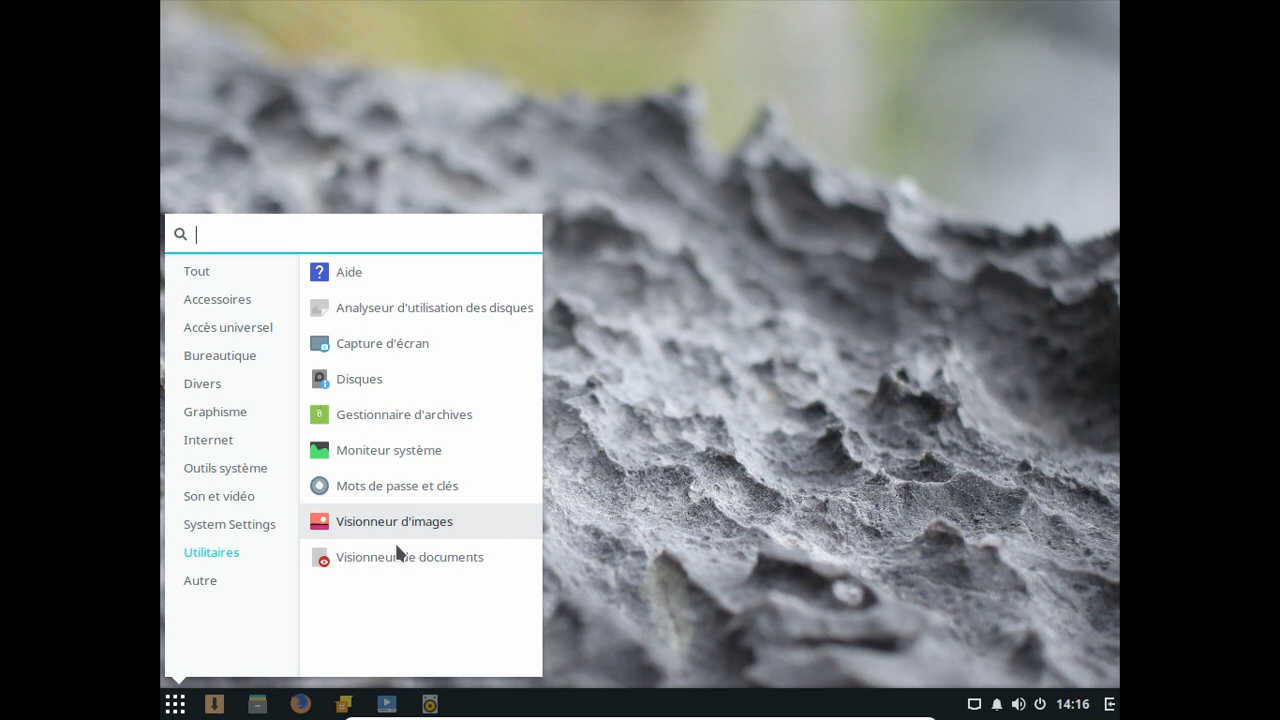 Tout
Accessoires
Accès universel
Bureautique
Divers
Graphisme
Internet
Outils système
Son et vidéo
System Settings
Utilitaires
Autre
Aide
Analyseur d'utilisation des disques
Capture d'écran
Disques
Gestionnaire d'archives
Moniteur système
Mots de passe et clés
Visionneur d'images
Visionneur de documents
14:16